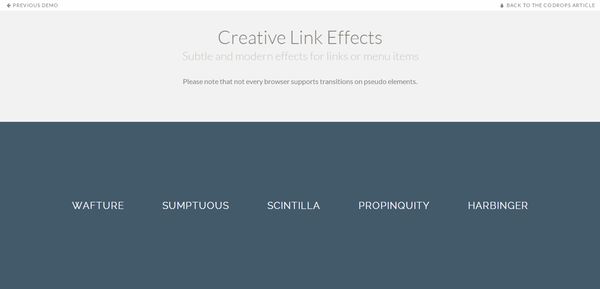 PREVIOUS DEMO
BACK TO THE CODROPS ARTICLE
Creative Link Effects
Subtle and modern effects for links or menu items
Please note that not every browser supports transitions on pseudo elements.
WAFTURE SUMPTUOUS SCINTILLA PROPINQUITY HARBINGER